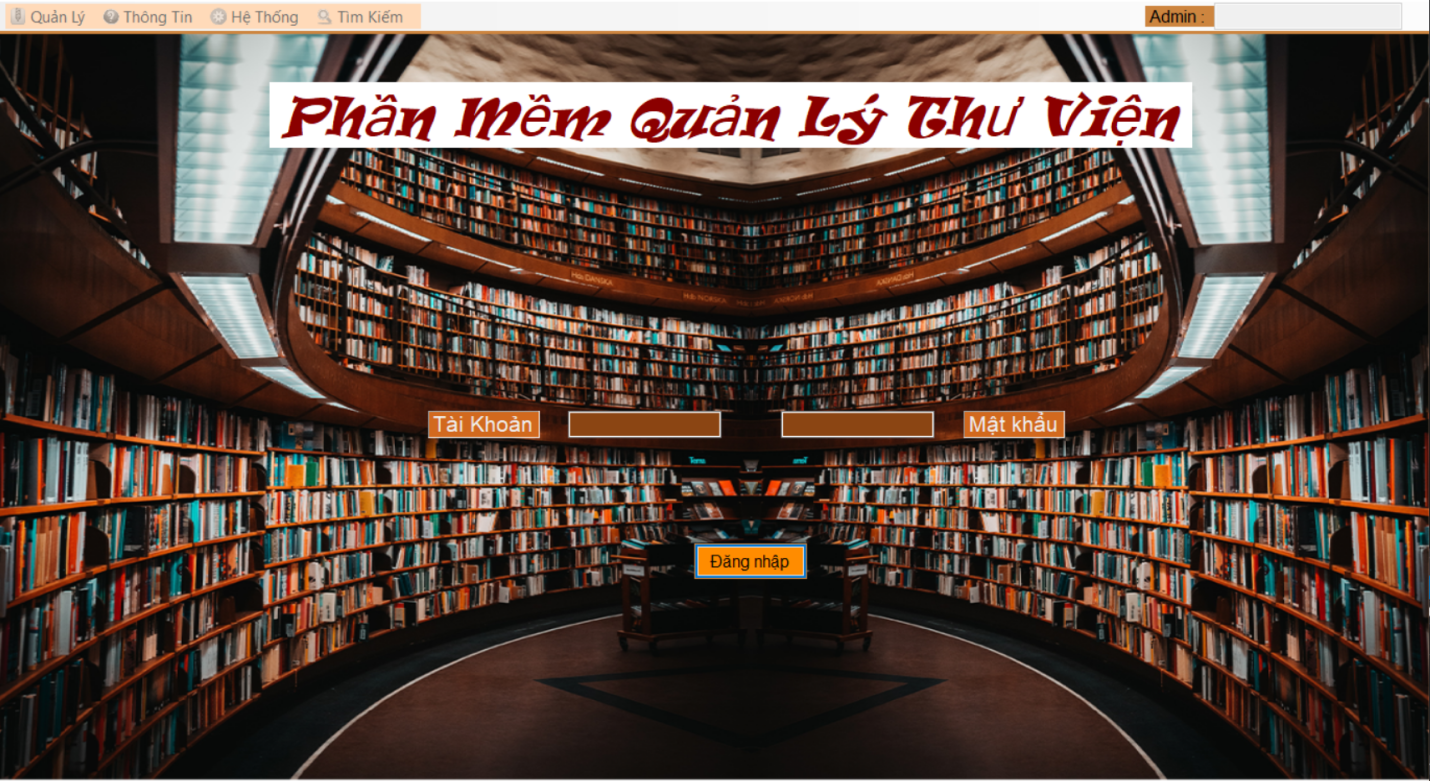 Quản Lý Thông Tin Hệ Thống Tìm Kiếm Admin :
Phần Mềm Quản Lý Thư Viện
Tài Khoản Mật khẩu
Đăng nhập